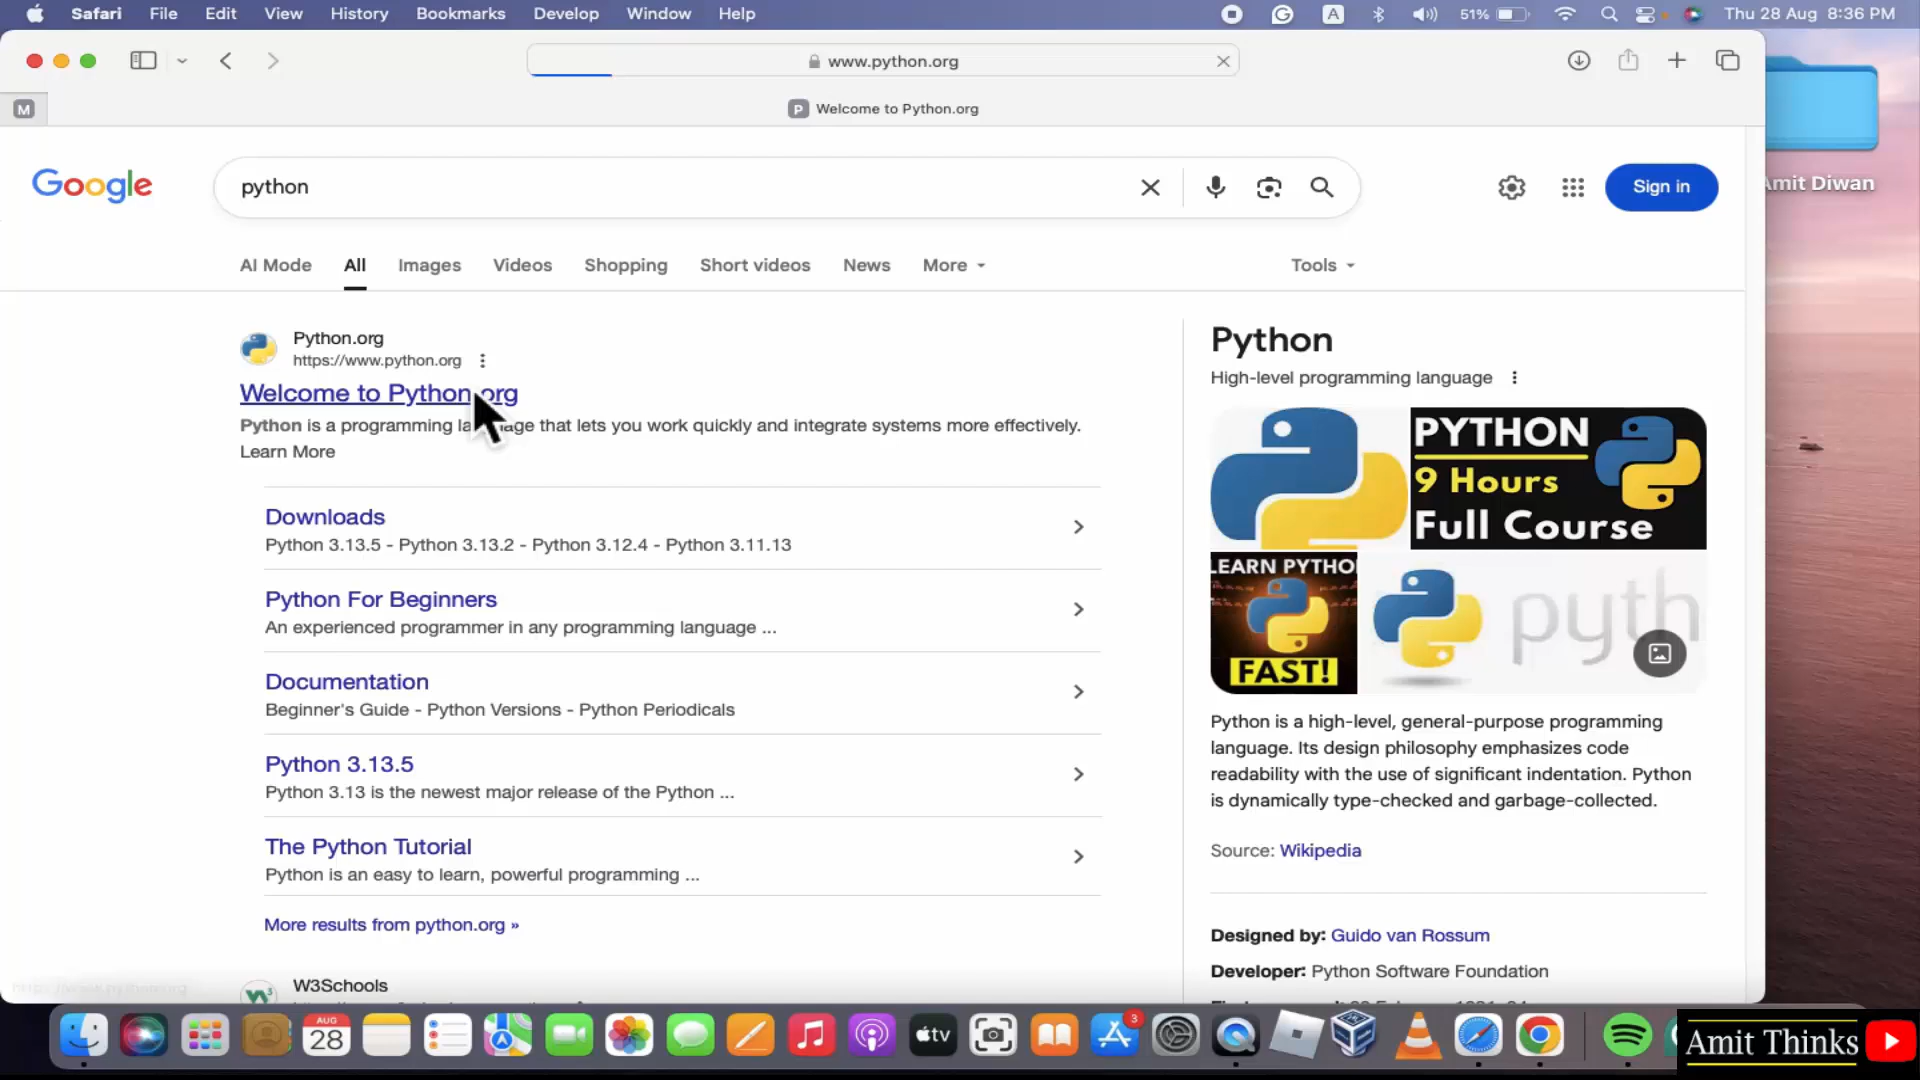 Safari File Edit View History Bookmarks Develop Window Help
A 51% Thu 28 Aug 8:36 PM
www.python.org
M
P Welcome to Python.org
Amit Diwan
Google
python
Sign in
AI Mode All Images Videos Shopping Short videos News More Tools
Python.org
https://www.python.org
Welcome to Python.org
Python is a programming la ge that lets you work quickly and integrate systems more effectively.
Learn More
Downloads
Python 3.13.5 - Python 3.13.2 - Python 3.12.4 - Python 3.11.13
Python For Beginners
An experienced programmer in any programming language ...
Documentation
Beginner's Guide - Python Versions - Python Periodicals
Python 3.13.5
Python 3.13 is the newest major release of the Python ...
The Python Tutorial
Python is an easy to learn, powerful programming ...
More results from python.org »
W3Schools
Python
High-level programming language
PYTHON
9 Hours
Full Course
LEARN PYTHO
FAST!
pyth
Python is a high-level, general-purpose programming
language. Its design philosophy emphasizes code
readability with the use of significant indentation. Python
is dynamically type-checked and garbage-collected.
Source: Wikipedia
Designed by: Guido van Rossum
Developer: Python Software Foundation
AUG
28
tv
3
Amit Thinks